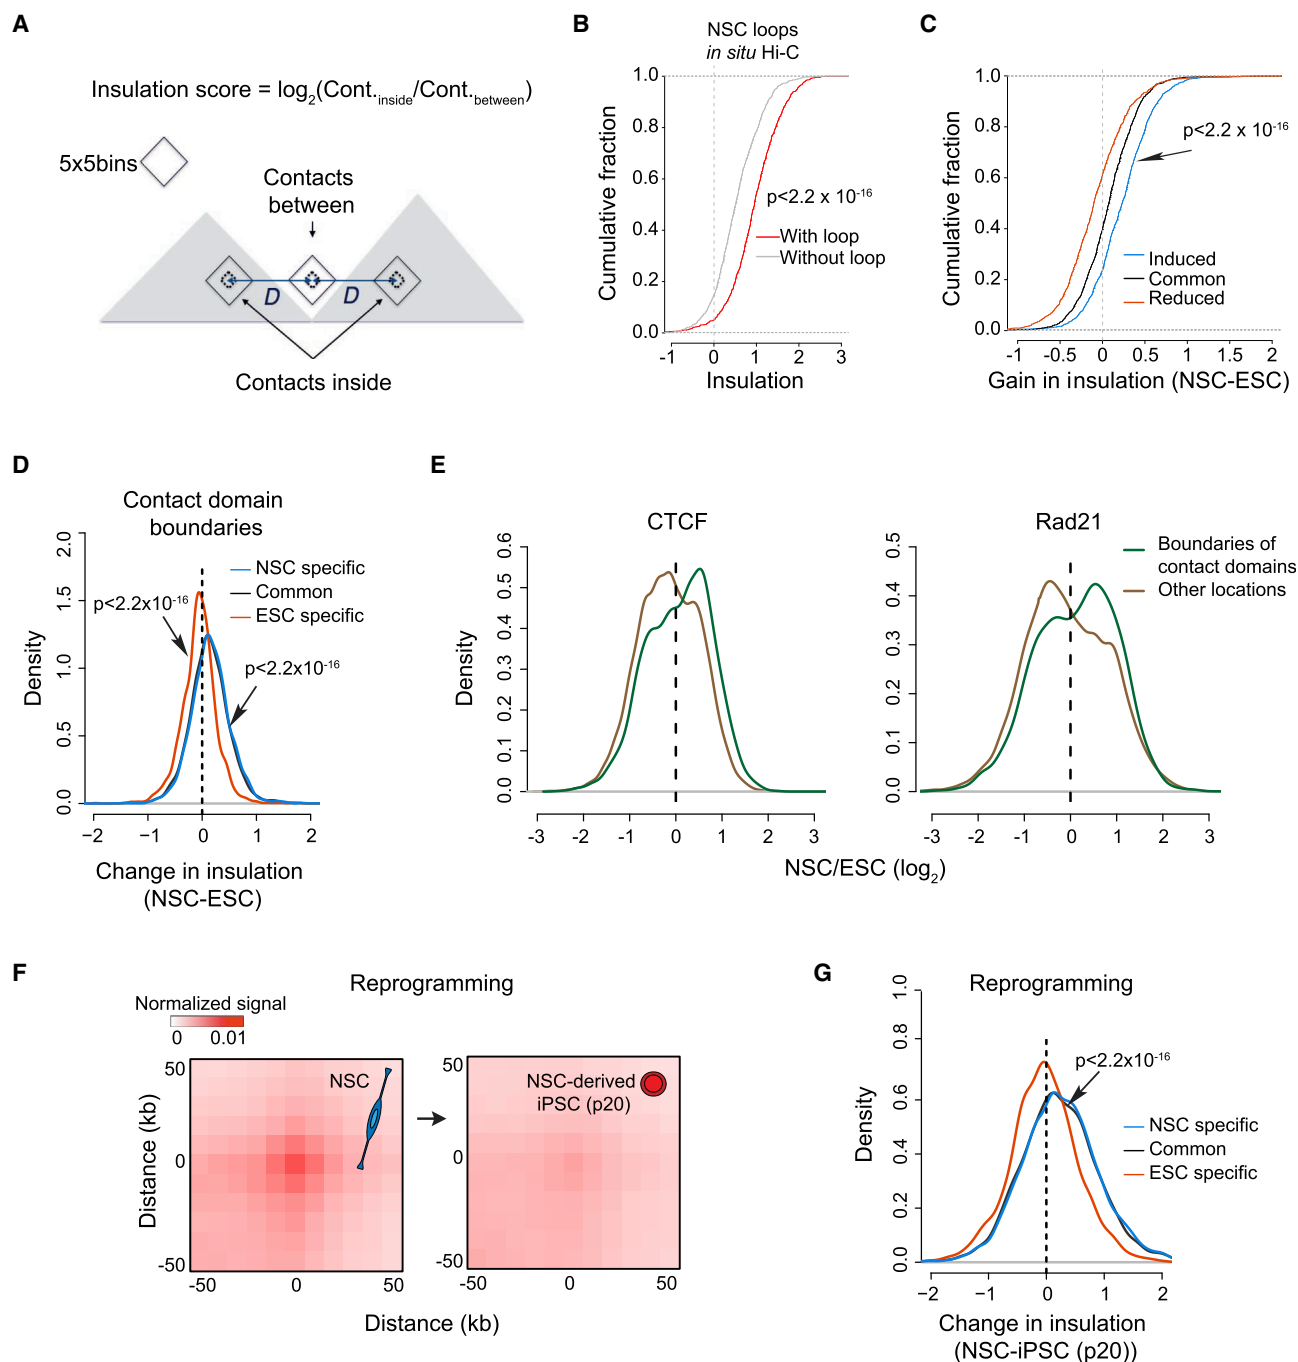 A
Insulation score = log2(Cont.inside/Cont.between)
5x5bins
Contacts
between
D
D
Contacts inside
B
NSC loops
in situ Hi-C
Cumulative fraction
1.0
0.8
0.6
0.4
0.2
0.0
p<2.2 x 10-16
With loop
Without loop
-1 0 1 2 3
Insulation
C
Cumulative fraction
1.0
0.8
0.6
0.4
0.2
0.0
p<2.2 x 10-16
Induced
Common
Reduced
-1 -0.5 0 0.5 1 1 2
Gain in insulation (NSC-ESC)
D
Contact domain
boundaries
Density
2.0
1.5
1.0
0.5
0.0
NSC specific
Common
ESC specific
p<2.2x10-16
p<2.2x10-16
−2 −1 0 1 2
Change in insulation
(NSC-ESC)
E
CTCF
Density
0.6
0.5
0.4
0.3
0.2
0.1
0.0
-3 -2 -1 0 1 2 3
Rad21
0.5
0.4
0.3
0.2
0.1
0.0
-3 -2 -1 0 1 2 3
Boundaries of
contact domains
Other locations
NSC/ESC (log2)
F
Reprogramming
Normalized signal
0 0.01
Distance (kb)
50
0
-50
NSC
-50 0 50
50
0
-50
NSC-derived
iPSC (p20)
-50 0 50
Distance (kb)
G
Reprogramming
Density
1.0
0.8
0.6
0.4
0.2
0.0
p<2.2x10-16
NSC specific
Common
ESC specific
−2 −1 0 1 2
Change in insulation
(NSC-iPSC (p20))